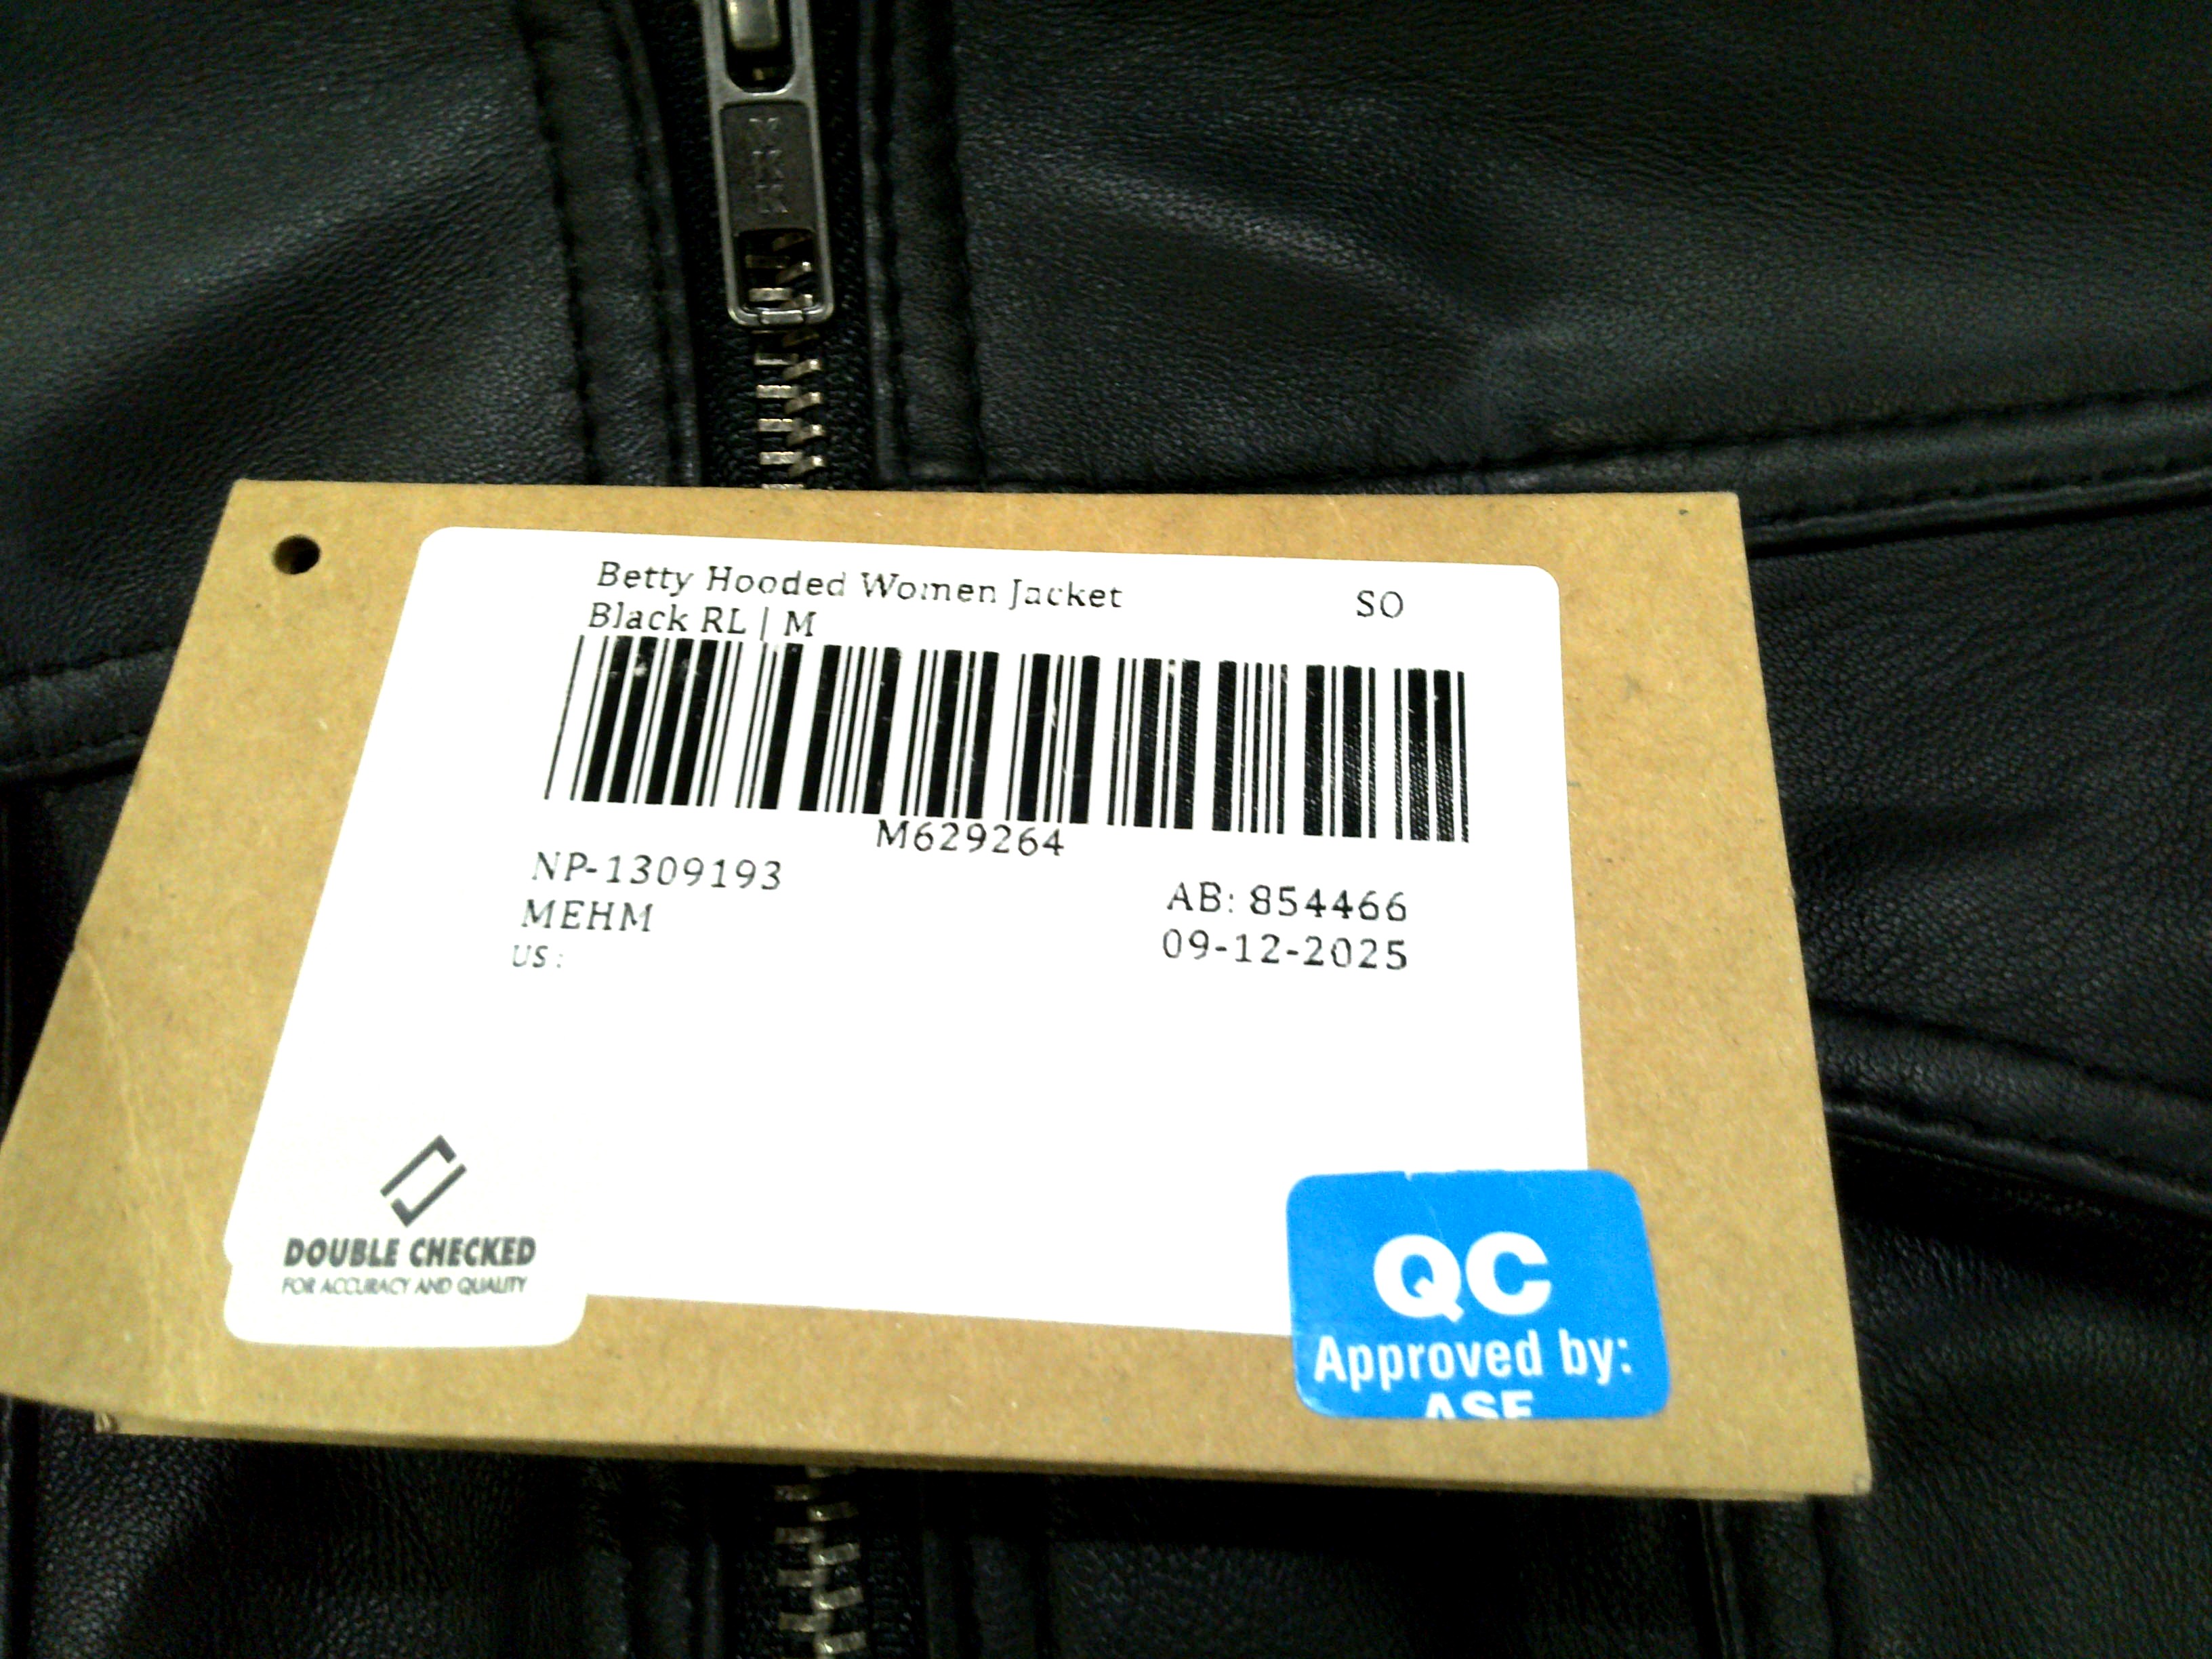 YKK
Betty Hooded Women Jacket
SO
Black RL | M
M629264
NP-1309193
AB: 854466
MEHM
09-12-2025
US :
DOUBLE CHECKED
FOR ACCURACY AND QUALITY
QC
Approved by: